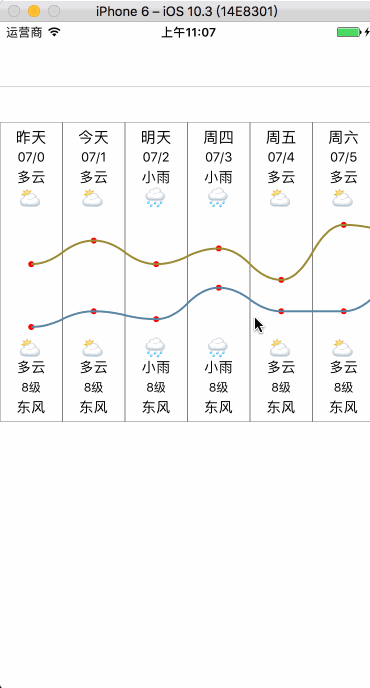 iPhone 6 – iOS 10.3 (14E8301)
运营商 上午11:07
昨天 今天 明天 周四 周五 周六
07/0 07/1 07/2 07/3 07/4 07/5
多云 多云 小雨 小雨 多云 多云
多云 多云 小雨 小雨 多云 多云
8级 8级 8级 8级 8级 8级
东风 东风 东风 东风 东风 东风